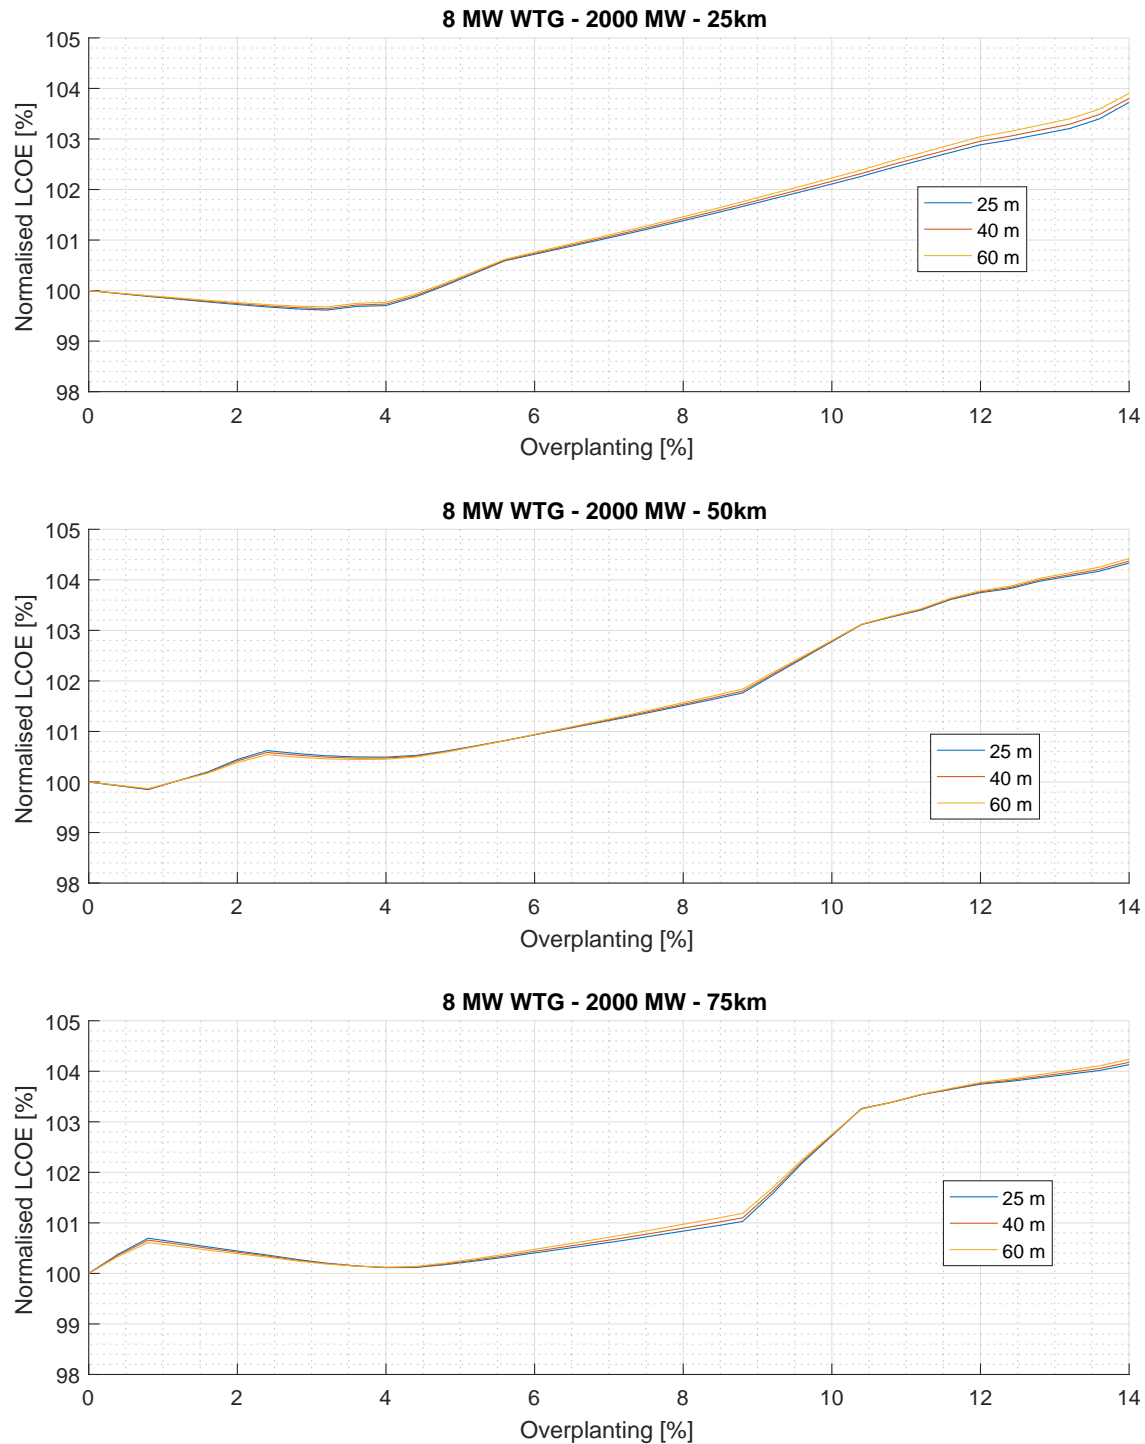 8 MW WTG - 2000 MW - 25km
Normalised LCOE [%]
105
104
103
102
101
100
99
98
0 2 4 6 8 10 12 14
Overplanting [%]
25 m
40 m
60 m
8 MW WTG - 2000 MW - 50km
Normalised LCOE [%]
105
104
103
102
101
100
99
98
0 2 4 6 8 10 12 14
Overplanting [%]
25 m
40 m
60 m
8 MW WTG - 2000 MW - 75km
Normalised LCOE [%]
105
104
103
102
101
100
99
98
0 2 4 6 8 10 12 14
Overplanting [%]
25 m
40 m
60 m